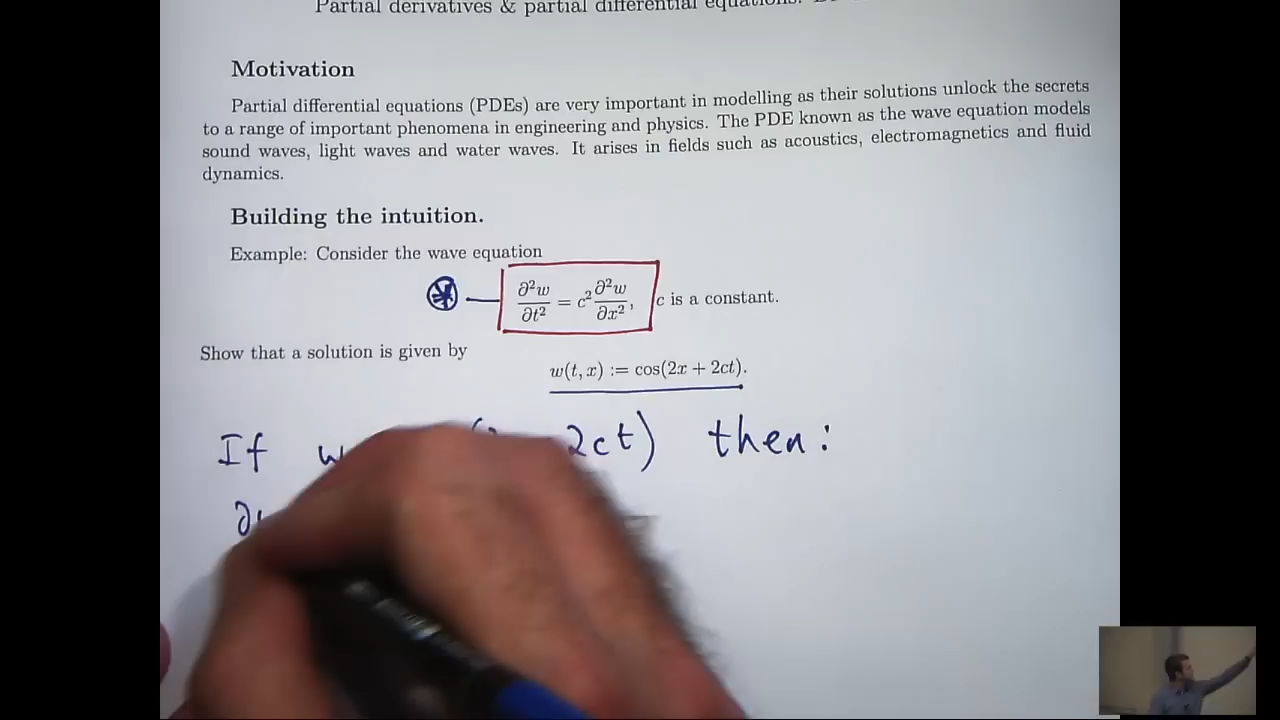 Partial derivatives & partial differential equations.
Motivation
Partial differential equations (PDEs) are very important in modelling as their solutions unlock the secrets
to a range of important phenomena in engineering and physics. The PDE known as the wave equation models
sound waves, light waves and water waves. It arises in fields such as acoustics, electromagnetics and fluid
dynamics.
Building the intuition.
Example: Consider the wave equation
∂²w/∂t² = c² ∂²w/∂x², c is a constant.
Show that a solution is given by
w(t, x) := cos(2x + 2ct).
If w 2ct) then:
∂